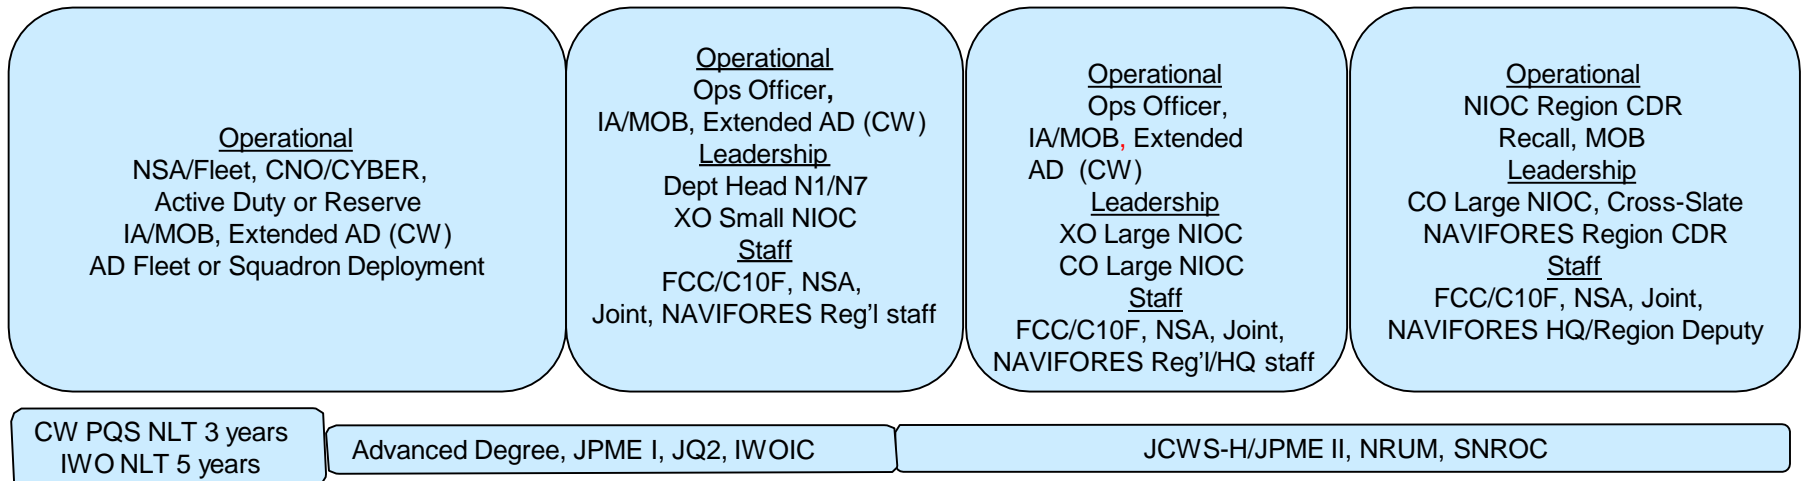 Operational
NSA/Fleet, CNO/CYBER,
Active Duty or Reserve
IA/MOB, Extended AD (CW)
AD Fleet or Squadron Deployment
Operational
Ops Officer,
IA/MOB, Extended AD (CW)
Leadership
Dept Head N1/N7
XO Small NIOC
Staff
FCC/C10F, NSA,
Joint, NAVIFORES Reg'l staff
Operational
Ops Officer,
IA/MOB, Extended
AD (CW)
Leadership
XO Large NIOC
CO Large NIOC
Staff
FCC/C10F, NSA, Joint,
NAVIFORES Reg'l/HQ staff
Operational
NIOC Region CDR
Recall, MOB
Leadership
CO Large NIOC, Cross-Slate
NAVIFORES Region CDR
Staff
FCC/C10F, NSA, Joint,
NAVIFORES HQ/Region Deputy
CW PQS NLT 3 years
IWO NLT 5 years
Advanced Degree, JPME I, JQ2, IWOIC
JCWS-H/JPME II, NRUM, SNROC